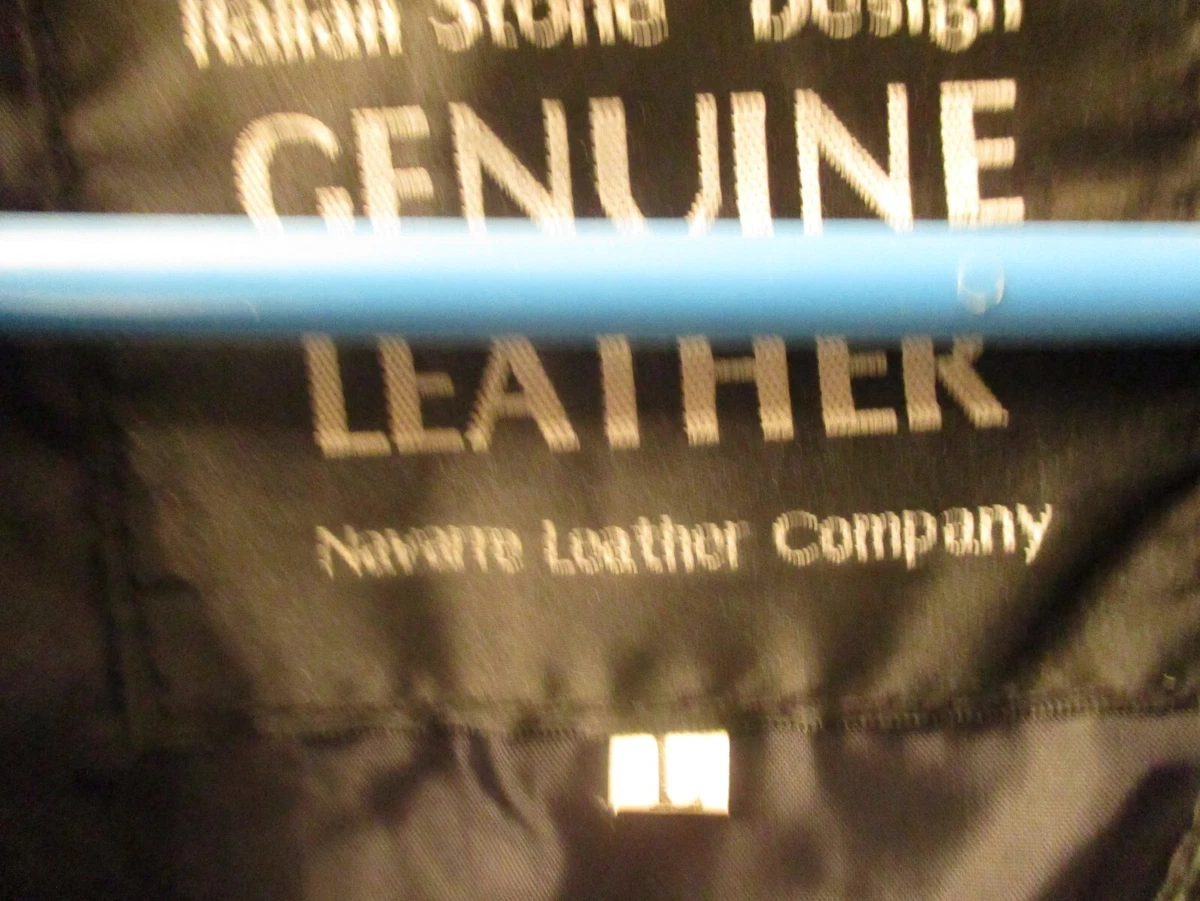 Italian Stone Design
GENUINE
LEATHER
Navarre Leather Company